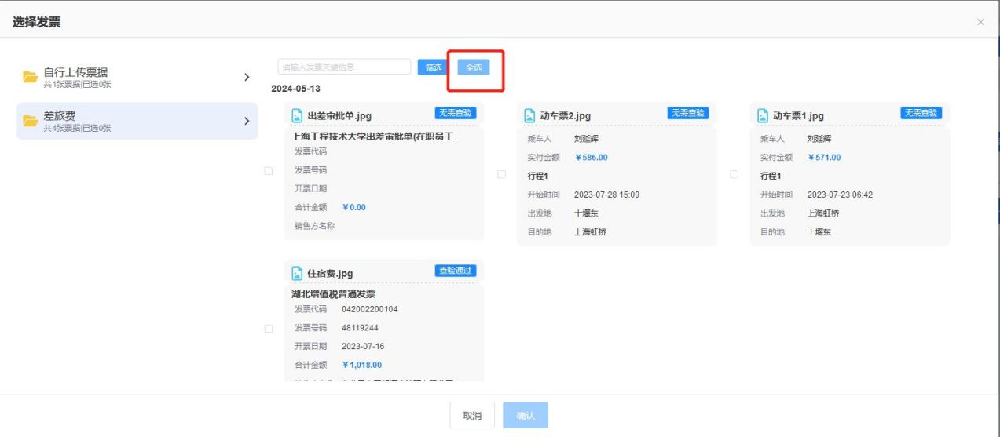 选择发票
自行上传票据
共1张票据|已选0张
差旅费
共4张票据|已选0张
请输入发票关键信息
筛选
全选
2024-05-13
出差审批单.jpg
无需查验
上海工程技术大学出差审批单(在职员工
发票代码
发票号码
开票日期
合计金额 ￥0.00
销售方名称
动车票2.jpg
无需查验
乘车人 刘延辉
实付金额 ￥586.00
行程1
开始时间 2023-07-28 15:09
出发地 十堰东
目的地 上海虹桥
动车票1.jpg
无需查验
乘车人 刘延辉
实付金额 ￥571.00
行程1
开始时间 2023-07-23 06:42
出发地 上海虹桥
目的地 十堰东
住宿费.jpg
查验通过
湖北增值税普通发票
发票代码 042002200104
发票号码 48119244
开票日期 2023-07-16
合计金额 ￥1,018.00
取消
确认